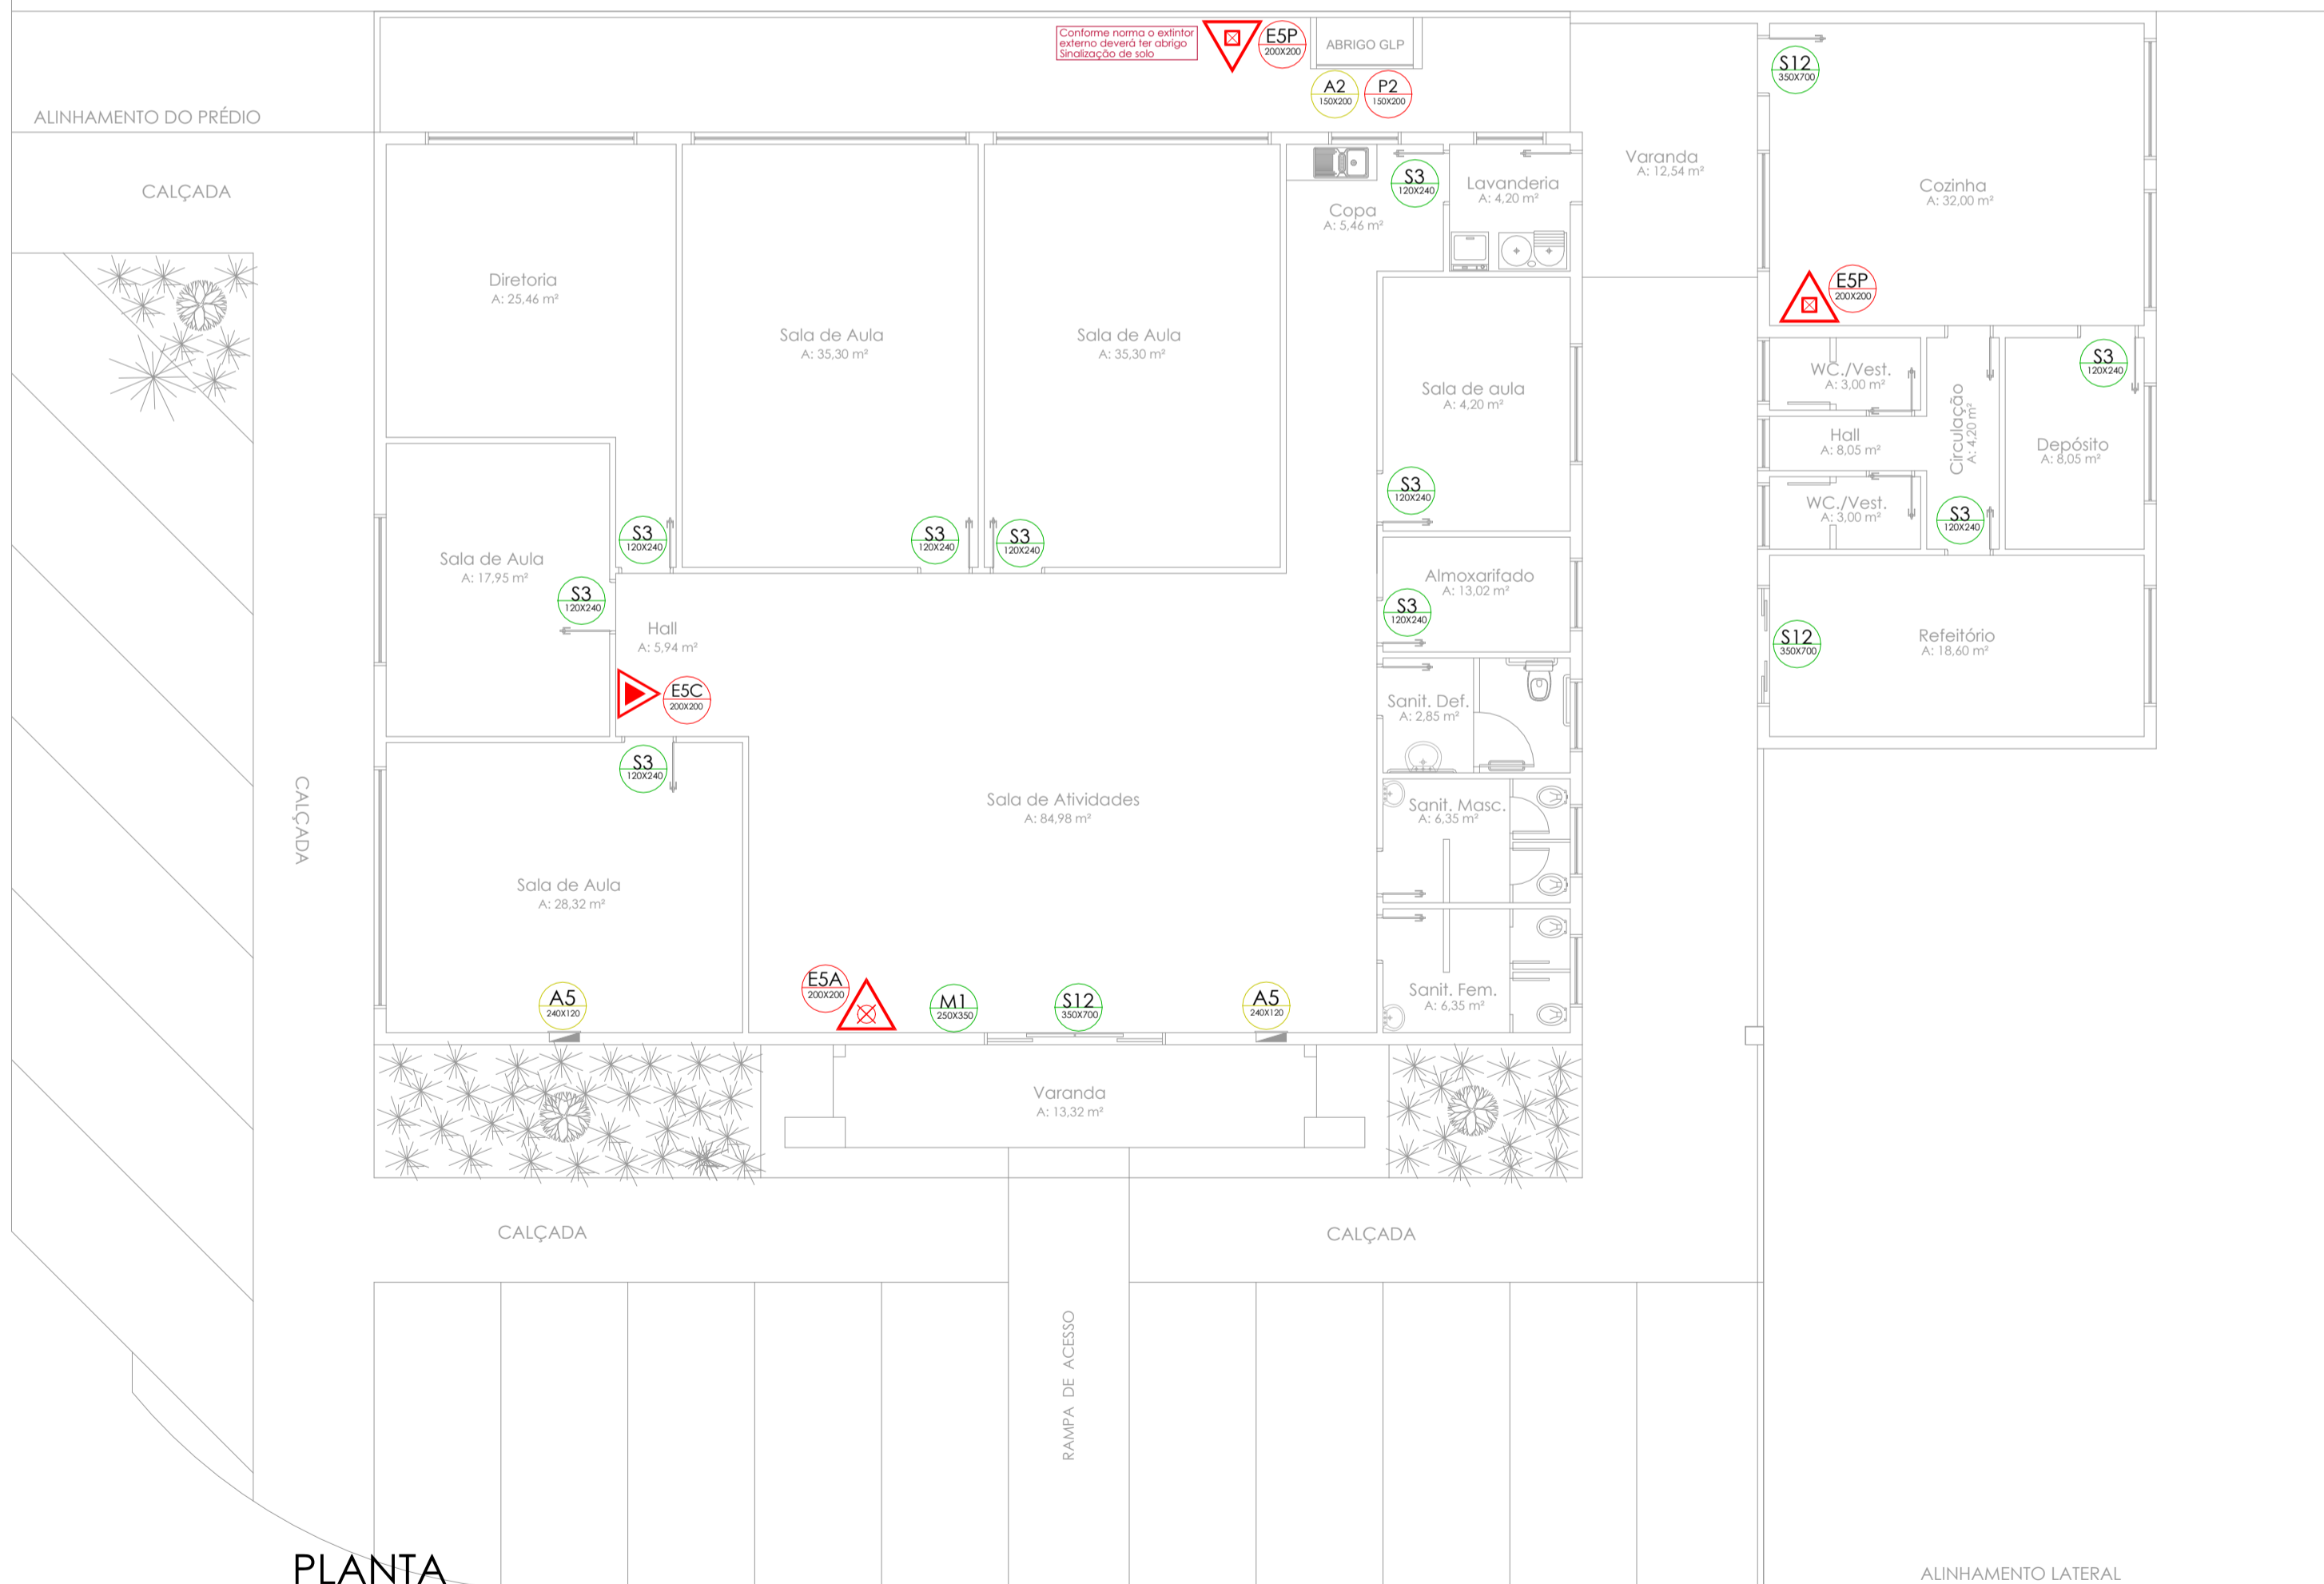 Conforme norma o extintor
externo deverá ter abrigo
Sinalização de solo
E5P
200X200
ABRIGO GLP
A2
150X200
P2
150X200
S12
350X700
ALINHAMENTO DO PRÉDIO
CALÇADA
Varanda
A: 12,54 m²
Cozinha
A: 32,00 m²
S3
120X240
Lavanderia
A: 4,20 m²
Copa
A: 5,46 m²
Diretoria
A: 25,46 m²
Sala de Aula
A: 35,30 m²
Sala de Aula
A: 35,30 m²
E5P
200X200
Sala de aula
A: 4,20 m²
WC./Vest.
A: 3,00 m²
S3
120X240
Circulação
A: 4,20 m²
Hall
A: 8,05 m²
Depósito
A: 8,05 m²
S3
120X240
WC./Vest.
A: 3,00 m²
S3
120X240
S3
120X240
S3
120X240
S3
120X240
Sala de Aula
A: 17,95 m²
S3
120X240
Almoxarifado
A: 13,02 m²
S3
120X240
Hall
A: 5,94 m²
S12
350X700
Refeitório
A: 18,60 m²
E5C
200X200
Sanit. Def.
A: 2,85 m²
S3
120X240
CALÇADA
Sala de Atividades
A: 84,98 m²
Sanit. Masc.
A: 6,35 m²
Sala de Aula
A: 28,32 m²
E5A
200X200
A5
240X120
M1
250X350
S12
350X700
A5
240X120
Sanit. Fem.
A: 6,35 m²
Varanda
A: 13,32 m²
CALÇADA
CALÇADA
RAMPA DE ACESSO
PLANTA
ALINHAMENTO LATERAL